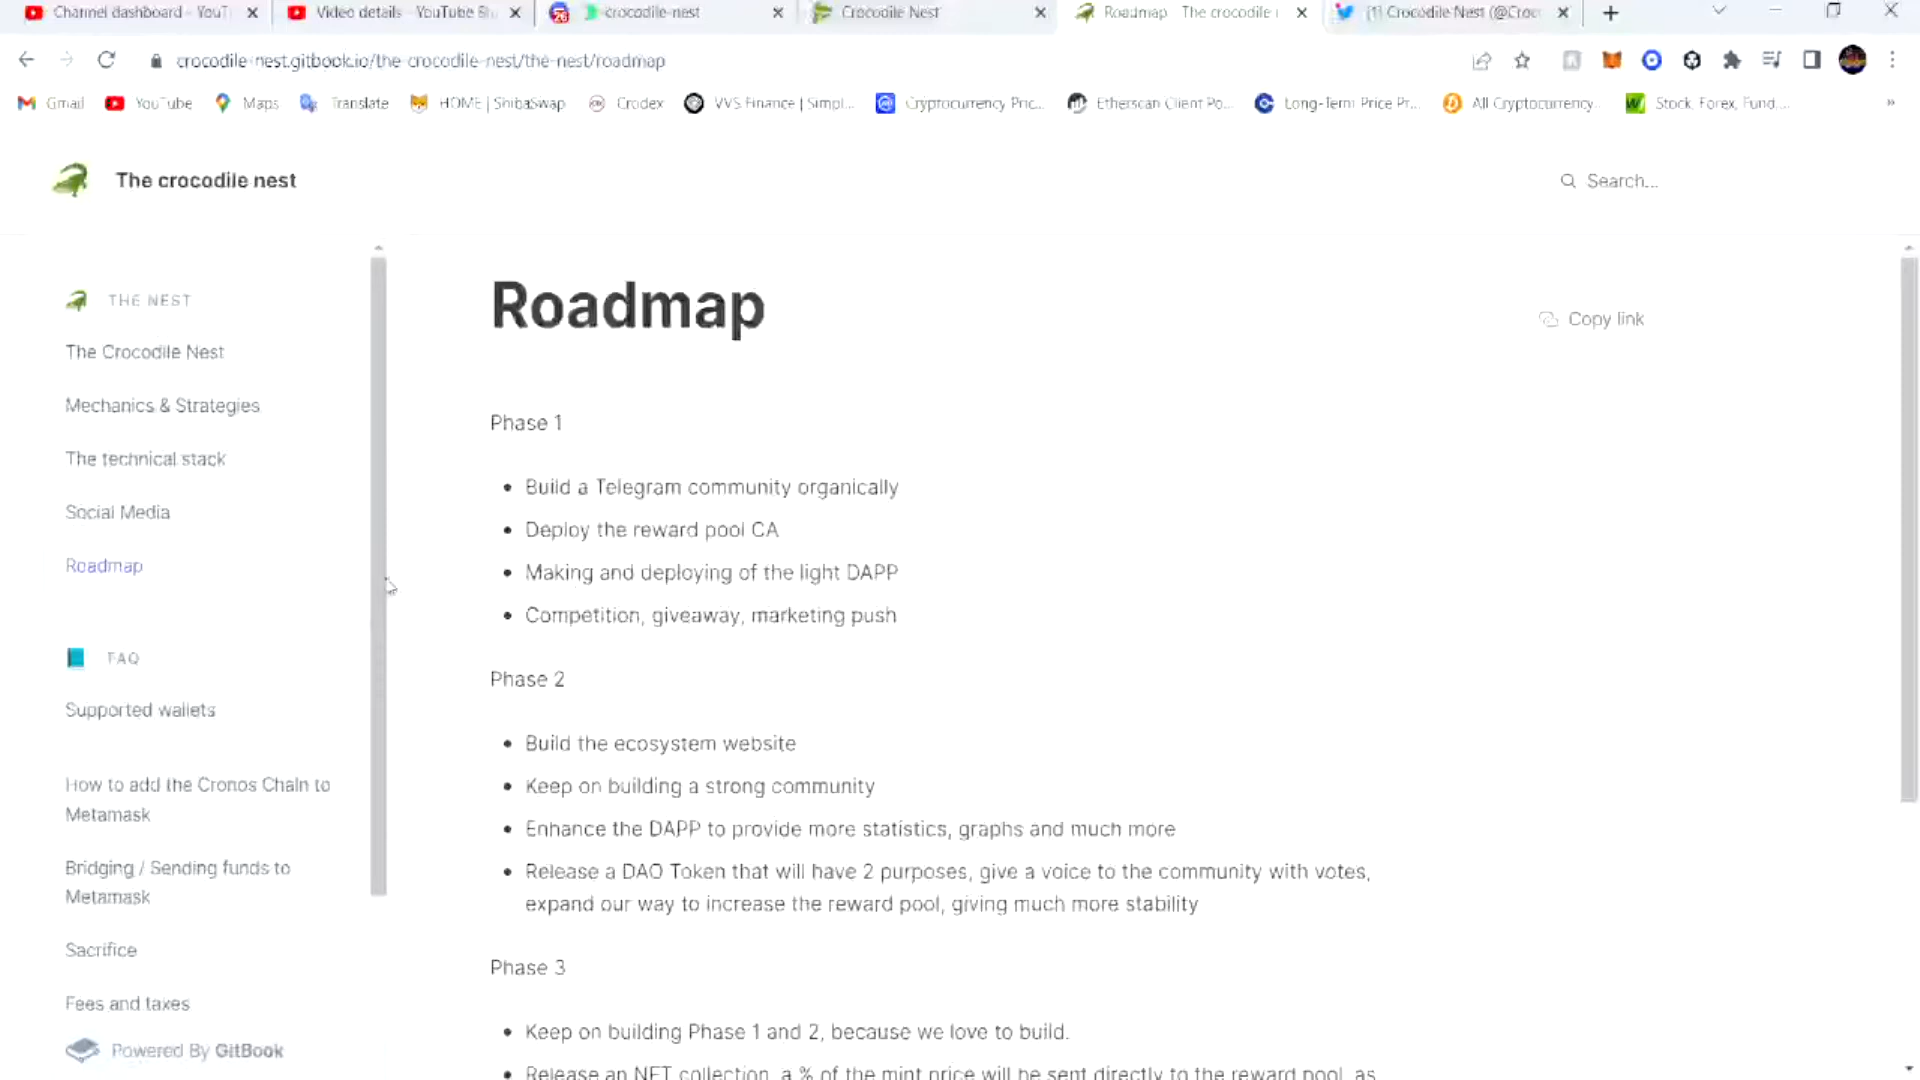 Channel dashboard - YouT
Video details - YouTube S
26
crocodile-nest
Crocodile Nest
Roadmap - The crocodile
(1) Crocodile Nest (@Croc
crocodile-nest.gitbook.io/the-crocodile-nest/the-nest/roadmap
Gmail
YouTube
Maps
Translate
HOME | ShibaSwap
Crodex
VVS Finance | Simpl...
Cryptocurrency Pric...
Etherscan Client Po...
Long-Term Price Pr...
All Cryptocurrency...
Stock, Forex, Fund...
»
The crocodile nest
Search...
THE NEST
The Crocodile Nest
Mechanics & Strategies
The technical stack
Social Media
Roadmap
FAQ
Supported wallets
How to add the Cronos Chain to
Metamask
Bridging / Sending funds to
Metamask
Sacrifice
Fees and taxes
Powered By GitBook
Roadmap
Copy link
Phase 1
• Build a Telegram community organically
• Deploy the reward pool CA
• Making and deploying of the light DAPP
• Competition, giveaway, marketing push
Phase 2
• Build the ecosystem website
• Keep on building a strong community
• Enhance the DAPP to provide more statistics, graphs and much more
• Release a DAO Token that will have 2 purposes, give a voice to the community with votes,
expand our way to increase the reward pool, giving much more stability
Phase 3
• Keep on building Phase 1 and 2, because we love to build.
• Release an NFT collection, a % of the mint price will be sent directly to the reward pool, as